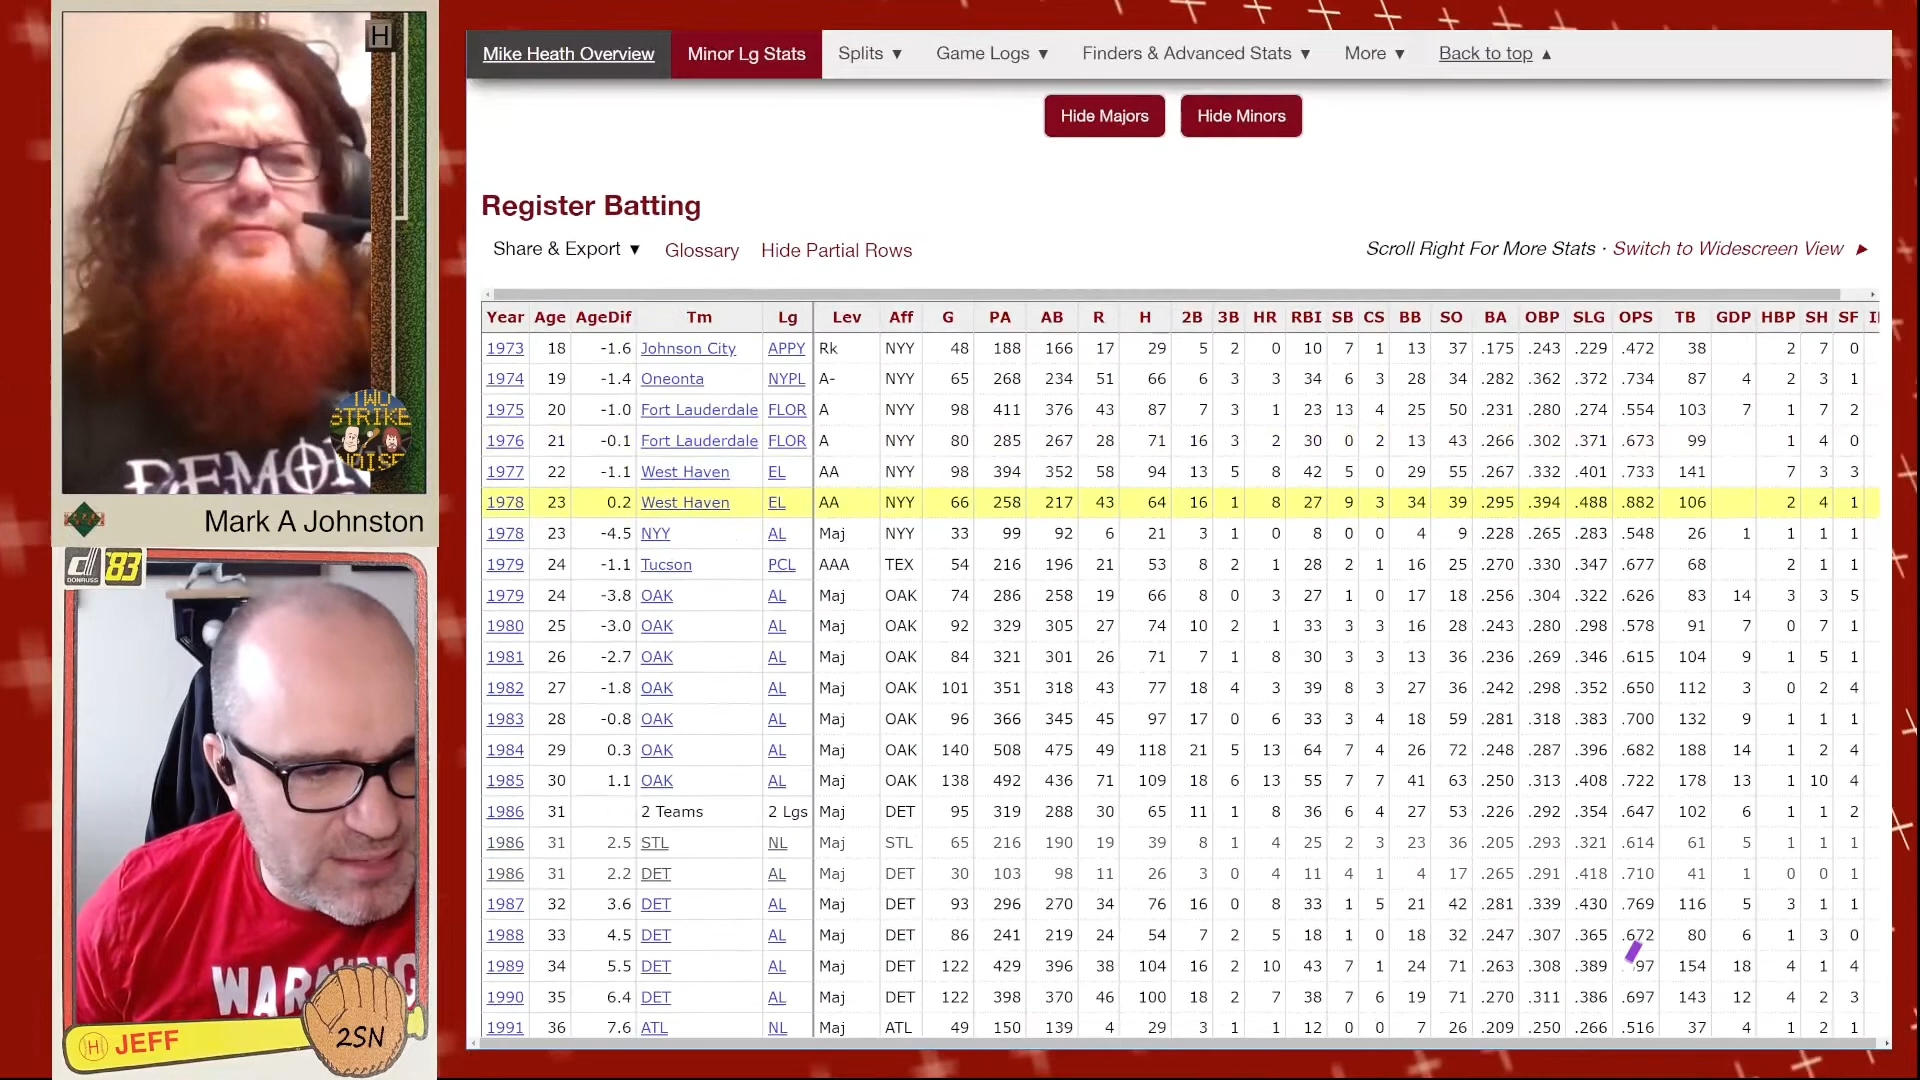 H
TWO
STRIKE
NOISE
DEMON
Mark A Johnston
DONRUSS '83
WARNING
2SN
H JEFF
Mike Heath Overview Minor Lg Stats Splits ▼ Game Logs ▼ Finders & Advanced Stats ▼ More ▼ Back to top ▲
Hide Majors Hide Minors
Register Batting
Share & Export ▼ Glossary Hide Partial Rows Scroll Right For More Stats · Switch to Widescreen View ►
Year Age AgeDif Tm Lg Lev Aff G PA AB R H 2B 3B HR RBI SB CS BB SO BA OBP SLG OPS TB GDP HBP SH SF
1973 18 -1.6 Johnson City APPY Rk NYY 48 188 166 17 29 5 2 0 10 7 1 13 37 .175 .243 .229 .472 38 2 7 0
1974 19 -1.4 Oneonta NYPL A- NYY 65 268 234 51 66 6 3 3 34 6 3 28 34 .282 .362 .372 .734 87 4 2 3 1
1975 20 -1.0 Fort Lauderdale FLOR A NYY 98 411 376 43 87 7 3 1 23 13 4 25 50 .231 .280 .274 .554 103 7 1 7 2
1976 21 -0.1 Fort Lauderdale FLOR A NYY 80 285 267 28 71 16 3 2 30 0 2 13 43 .266 .302 .371 .673 99 1 4 0
1977 22 -1.1 West Haven EL AA NYY 98 394 352 58 94 13 5 8 42 5 0 29 55 .267 .332 .401 .733 141 7 3 3
1978 23 0.2 West Haven EL AA NYY 66 258 217 43 64 16 1 8 27 9 3 34 39 .295 .394 .488 .882 106 2 4 1
1978 23 -4.5 NYY AL Maj NYY 33 99 92 6 21 3 1 0 8 0 0 4 9 .228 .265 .283 .548 26 1 1 1 1
1979 24 -1.1 Tucson PCL AAA TEX 54 216 196 21 53 8 2 1 28 2 1 16 25 .270 .330 .347 .677 68 2 1 1
1979 24 -3.8 OAK AL Maj OAK 74 286 258 19 66 8 0 3 27 1 0 17 18 .256 .304 .322 .626 83 14 3 3 5
1980 25 -3.0 OAK AL Maj OAK 92 329 305 27 74 10 2 1 33 3 3 16 28 .243 .280 .298 .578 91 7 0 7 1
1981 26 -2.7 OAK AL Maj OAK 84 321 301 26 71 7 1 8 30 3 3 13 36 .236 .269 .346 .615 104 9 1 5 1
1982 27 -1.8 OAK AL Maj OAK 101 351 318 43 77 18 4 3 39 8 3 27 36 .242 .298 .352 .650 112 3 0 2 4
1983 28 -0.8 OAK AL Maj OAK 96 366 345 45 97 17 0 6 33 3 4 18 59 .281 .318 .383 .700 132 9 1 1 1
1984 29 0.3 OAK AL Maj OAK 140 508 475 49 118 21 5 13 64 7 4 26 72 .248 .287 .396 .682 188 14 1 2 4
1985 30 1.1 OAK AL Maj OAK 138 492 436 71 109 18 6 13 55 7 7 41 63 .250 .313 .408 .722 178 13 1 10 4
1986 31 2 Teams 2 Lgs Maj DET 95 319 288 30 65 11 1 8 36 6 4 27 53 .226 .292 .354 .647 102 6 1 1 2
1986 31 2.5 STL NL Maj STL 65 216 190 19 39 8 1 4 25 2 3 23 36 .205 .293 .321 .614 61 5 1 1 1
1986 31 2.2 DET AL Maj DET 30 103 98 11 26 3 0 4 11 4 1 4 17 .265 .291 .418 .710 41 1 0 0 1
1987 32 3.6 DET AL Maj DET 93 296 270 34 76 16 0 8 33 1 5 21 42 .281 .339 .430 .769 116 5 3 1 1
1988 33 4.5 DET AL Maj DET 86 241 219 24 54 7 2 5 18 1 0 18 32 .247 .307 .365 .672 80 6 1 3 0
1989 34 5.5 DET AL Maj DET 122 429 396 38 104 16 2 10 43 7 1 24 71 .263 .308 .389 97 154 18 4 1 4
1990 35 6.4 DET AL Maj DET 122 398 370 46 100 18 2 7 38 7 6 19 71 .270 .311 .386 .697 143 12 4 2 3
1991 36 7.6 ATL NL Maj ATL 49 150 139 4 29 3 1 1 12 0 0 7 26 .209 .250 .266 .516 37 4 1 2 1